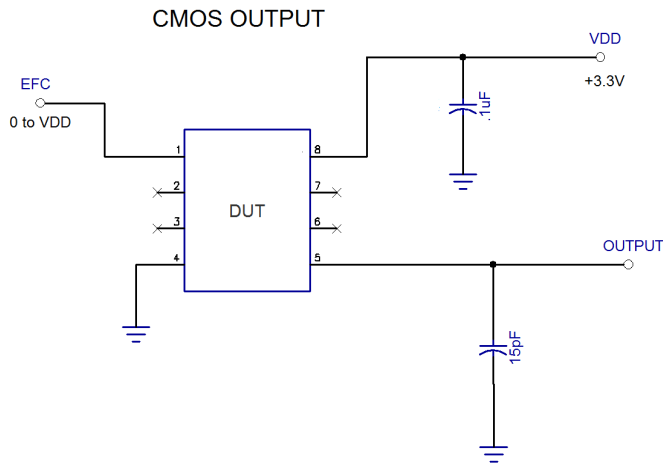 CMOS OUTPUT
VDD
EFC
+3.3V
.1uF
0 to VDD
1
8
2
7
DUT
3
6
OUTPUT
4
5
15pF